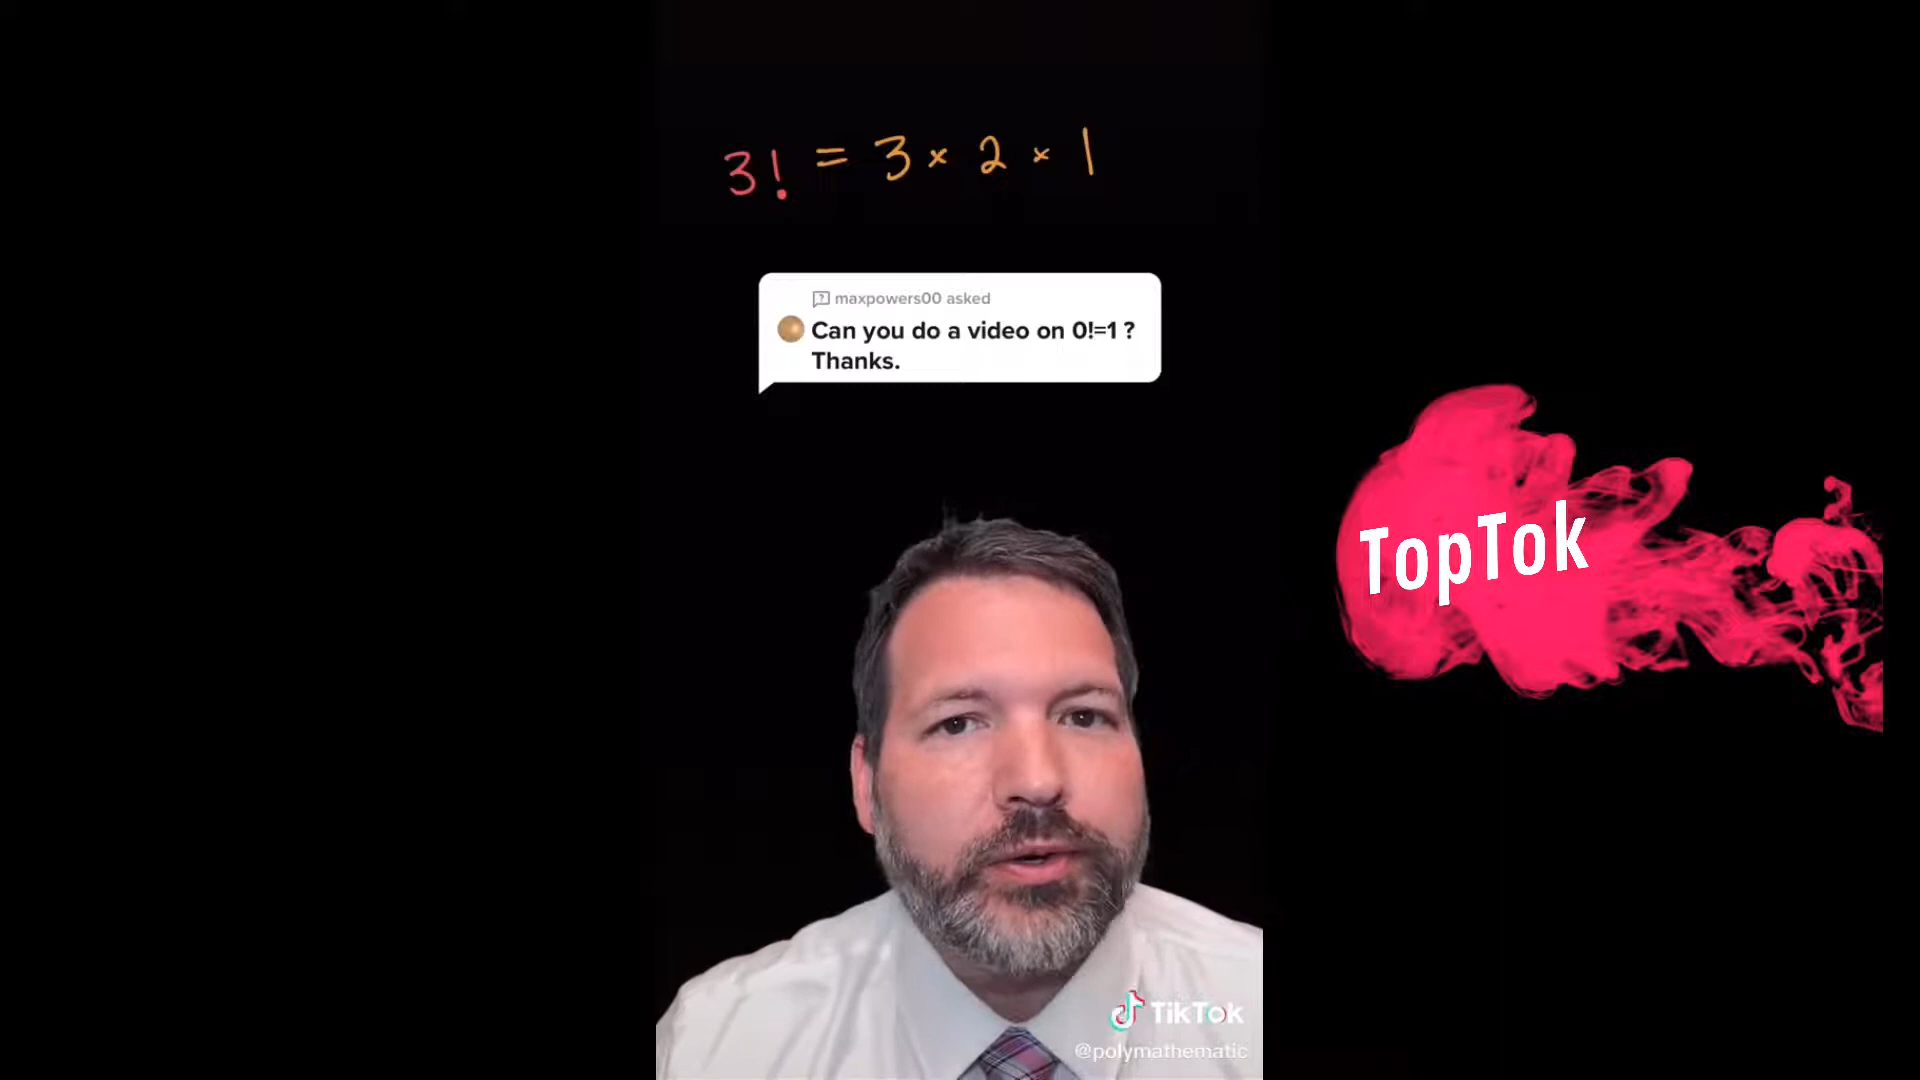 3! = 3 × 2 × 1
maxpowers00 asked
Can you do a video on 0!=1 ?
Thanks.
TopTok
TikTok
@polymathematic